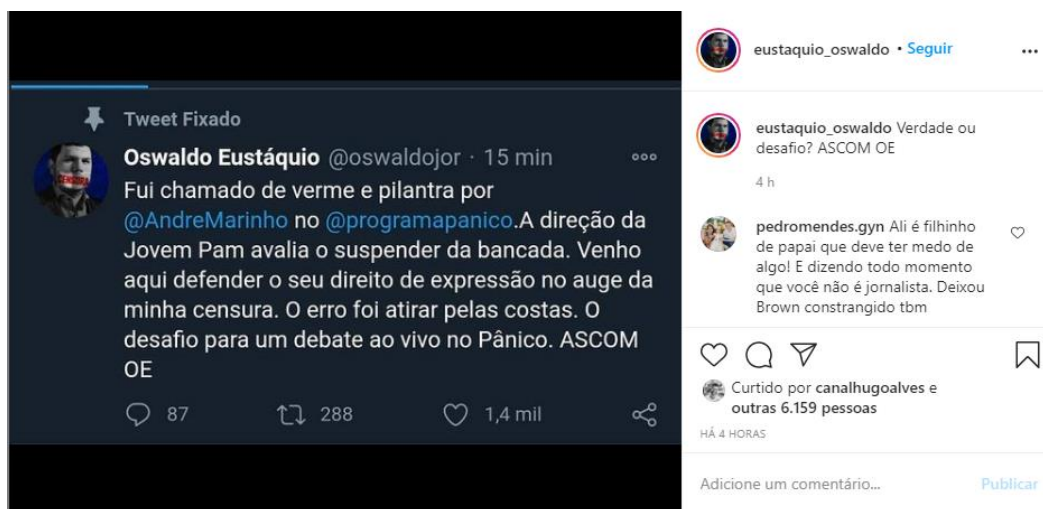 Tweet Fixado
Oswaldo Eustáquio @oswaldojor · 15 min
Fui chamado de verme e pilantra por
@AndreMarinho no @programapanico.A direção da
Jovem Pam avalia o suspender da bancada. Venho
aqui defender o seu direito de expressão no auge da
minha censura. O erro foi atirar pelas costas. O
desafio para um debate ao vivo no Pânico. ASCOM
OE
87 288 1,4 mil
eustaquio_oswaldo • Seguir
eustaquio_oswaldo Verdade ou
desafio? ASCOM OE
4 h
pedromendes.gyn Ali é filhinho
de papai que deve ter medo de
algo! E dizendo todo momento
que você não é jornalista. Deixou
Brown constrangido tbm
Curtido por canalhugoalves e
outras 6.159 pessoas
HÁ 4 HORAS
Adicione um comentário... Publicar